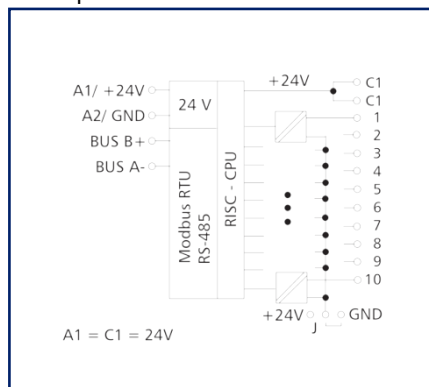 A1/ +24V
A2/ GND
BUS B+
BUS A-
24 V
Modbus RTU
RS-485
RISC - CPU
+24V
C1
C1
1
2
3
4
5
6
7
8
9
10
+24V
J
GND
A1 = C1 = 24V